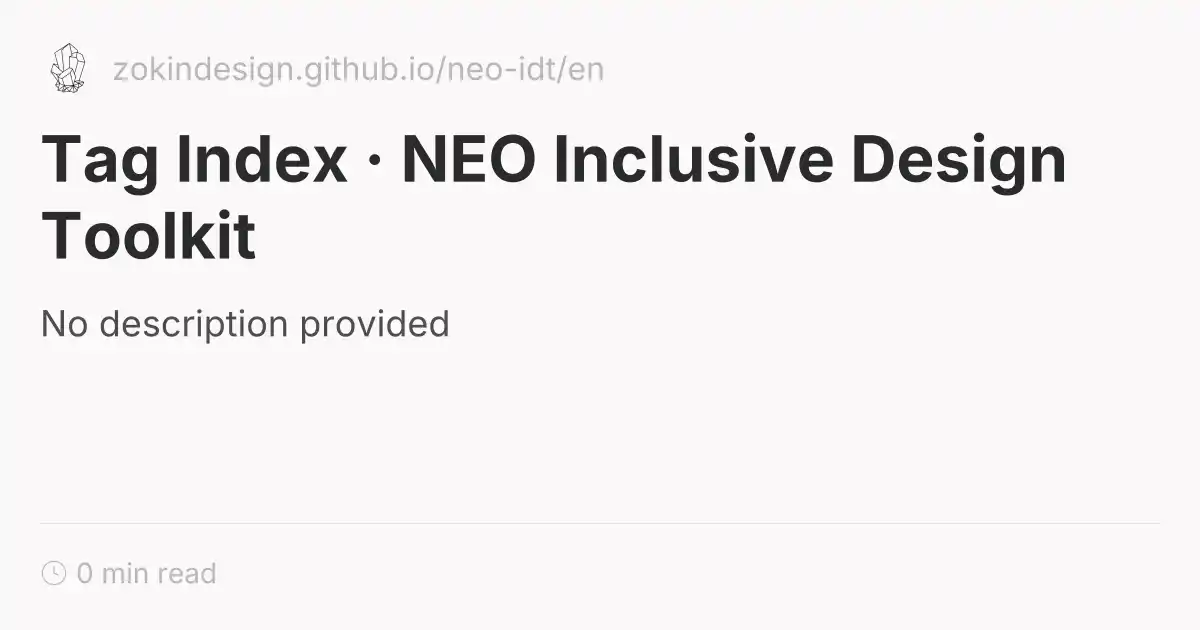 zokindesign.github.io/neo-idt/en
Tag Index · NEO Inclusive Design
Toolkit
No description provided
0 min read